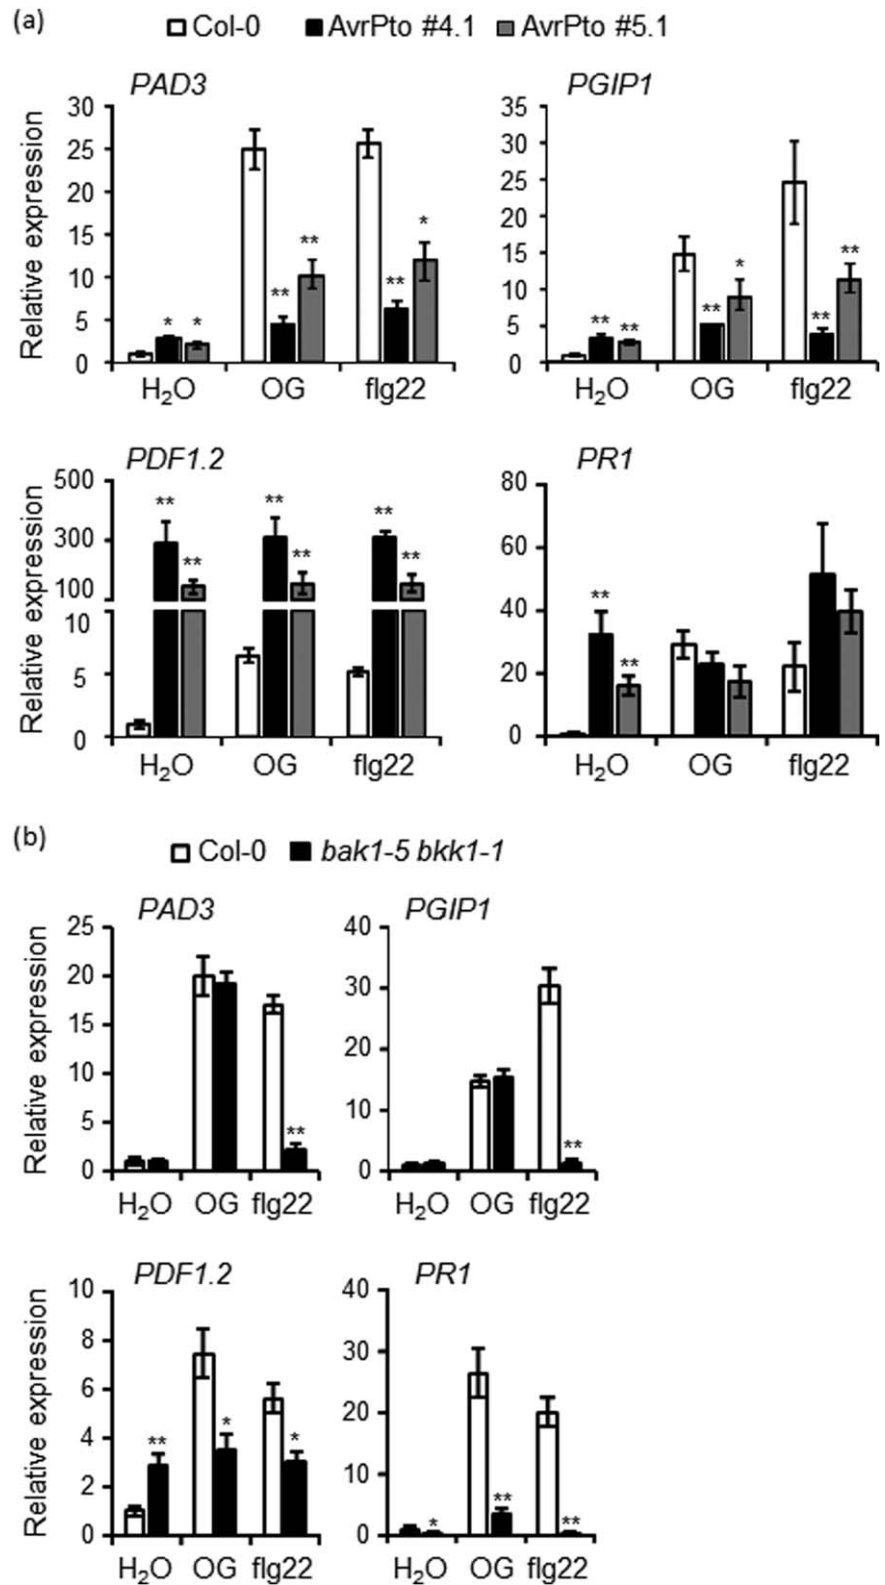 (a)
Col-0 AvrPto #4.1 AvrPto #5.1
PAD3 PGIP1
Relative expression
30
25
20
15
10
5
0
** ** ** *
* *
H2O OG flg22
35
30
25
20
15
10
5
0
** ** ** * ** **
H2O OG flg22
PDF1.2 PR1
Relative expression
500
300
100
10
5
0
** ** ** ** ** **
H2O OG flg22
80
60
40
20
0
** **
H2O OG flg22
(b)
Col-0 bak1-5 bkk1-1
PAD3 PGIP1
Relative expression
25
20
15
10
5
0
**
H2O OG flg22
40
30
20
10
0
**
H2O OG flg22
PDF1.2 PR1
Relative expression
10
8
6
4
2
0
** * *
H2O OG flg22
40
30
20
10
0
* ** **
H2O OG flg22